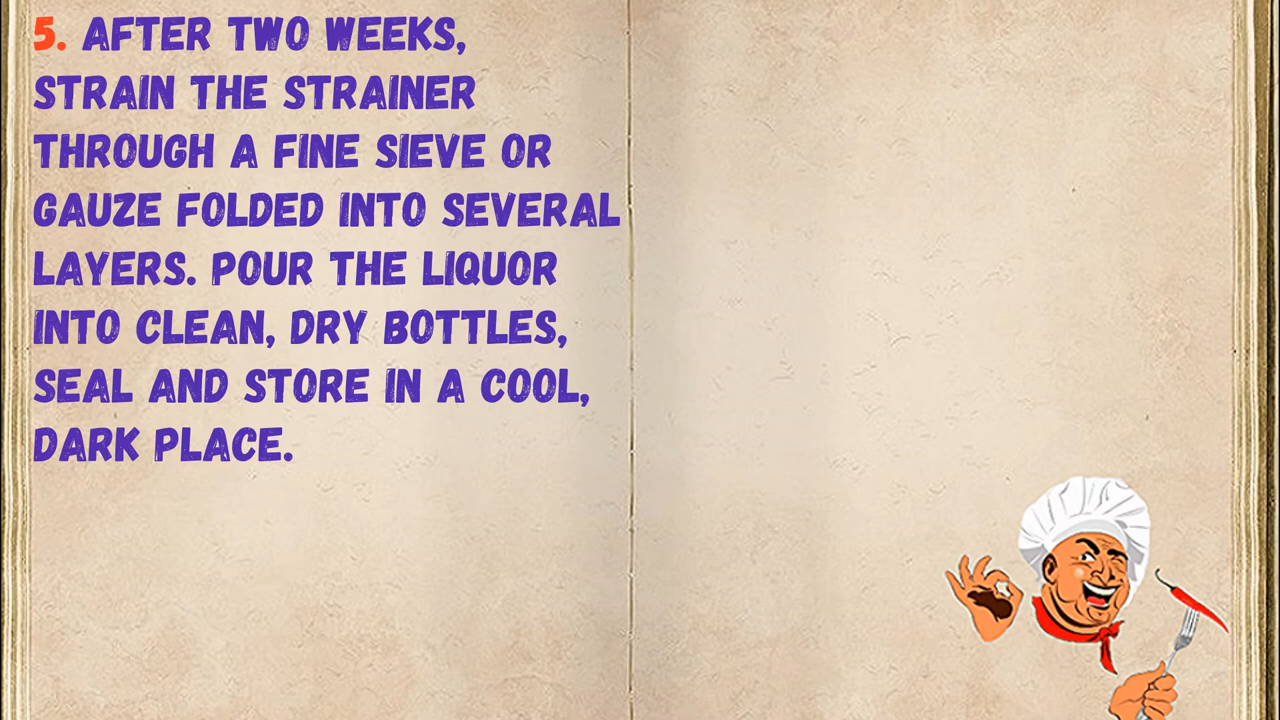 5. AFTER TWO WEEKS,
STRAIN THE STRAINER
THROUGH A FINE SIEVE OR
GAUZE FOLDED INTO SEVERAL
LAYERS. POUR THE LIQUOR
INTO CLEAN, DRY BOTTLES,
SEAL AND STORE IN A COOL,
DARK PLACE.